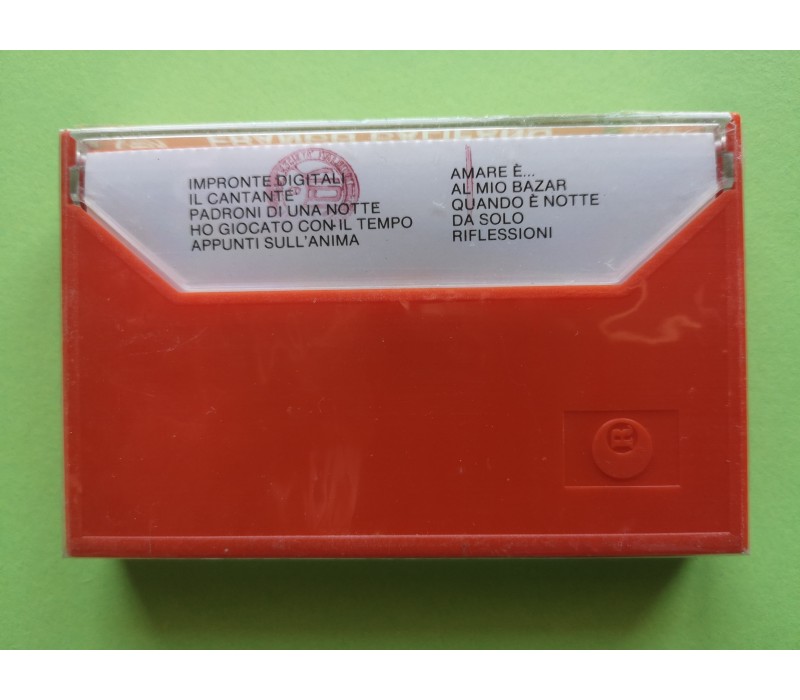 IMPRONTE DIGITALI
IL CANTANTE
PADRONI DI UNA NOTTE
HO GIOCATO CON IL TEMPO
APPUNTI SULL'ANIMA
AMARE È...
AL MIO BAZAR
QUANDO È NOTTE
DA SOLO
RIFLESSIONI
R